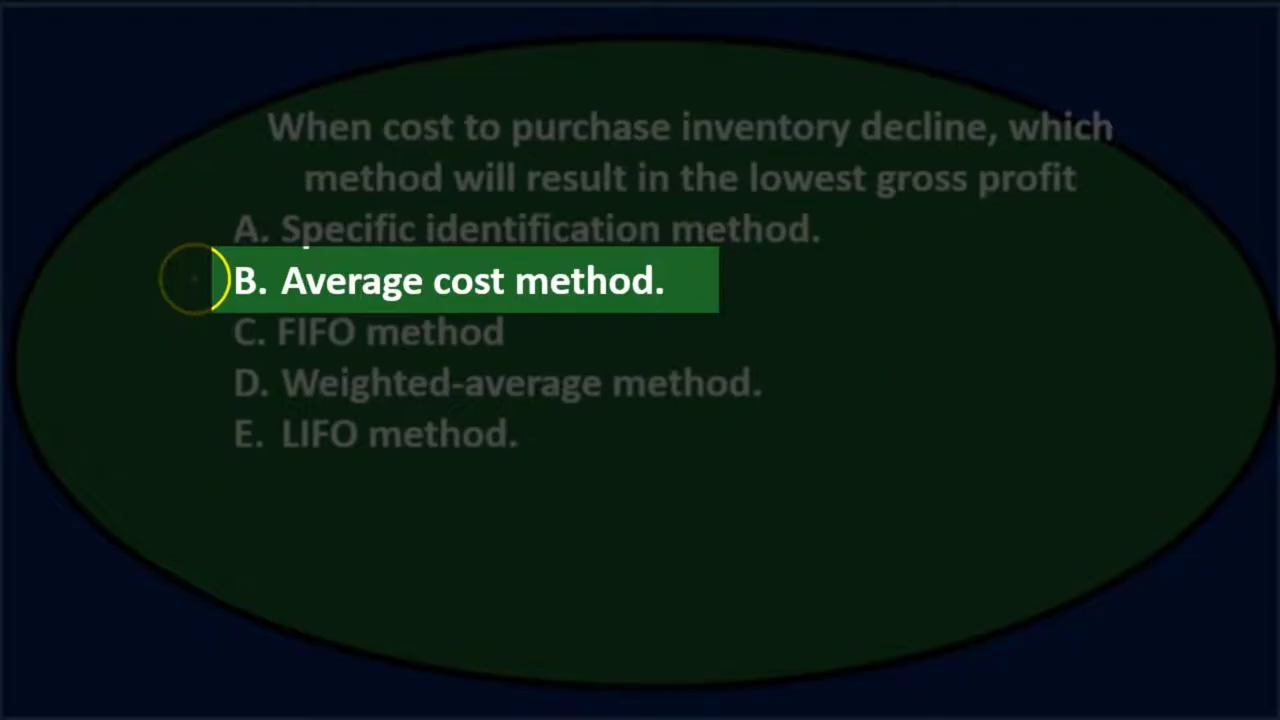 When cost to purchase inventory decline, which
method will result in the lowest gross profit
A. Specific identification method.
B. Average cost method.
C. FIFO method
D. Weighted-average method.
E. LIFO method.